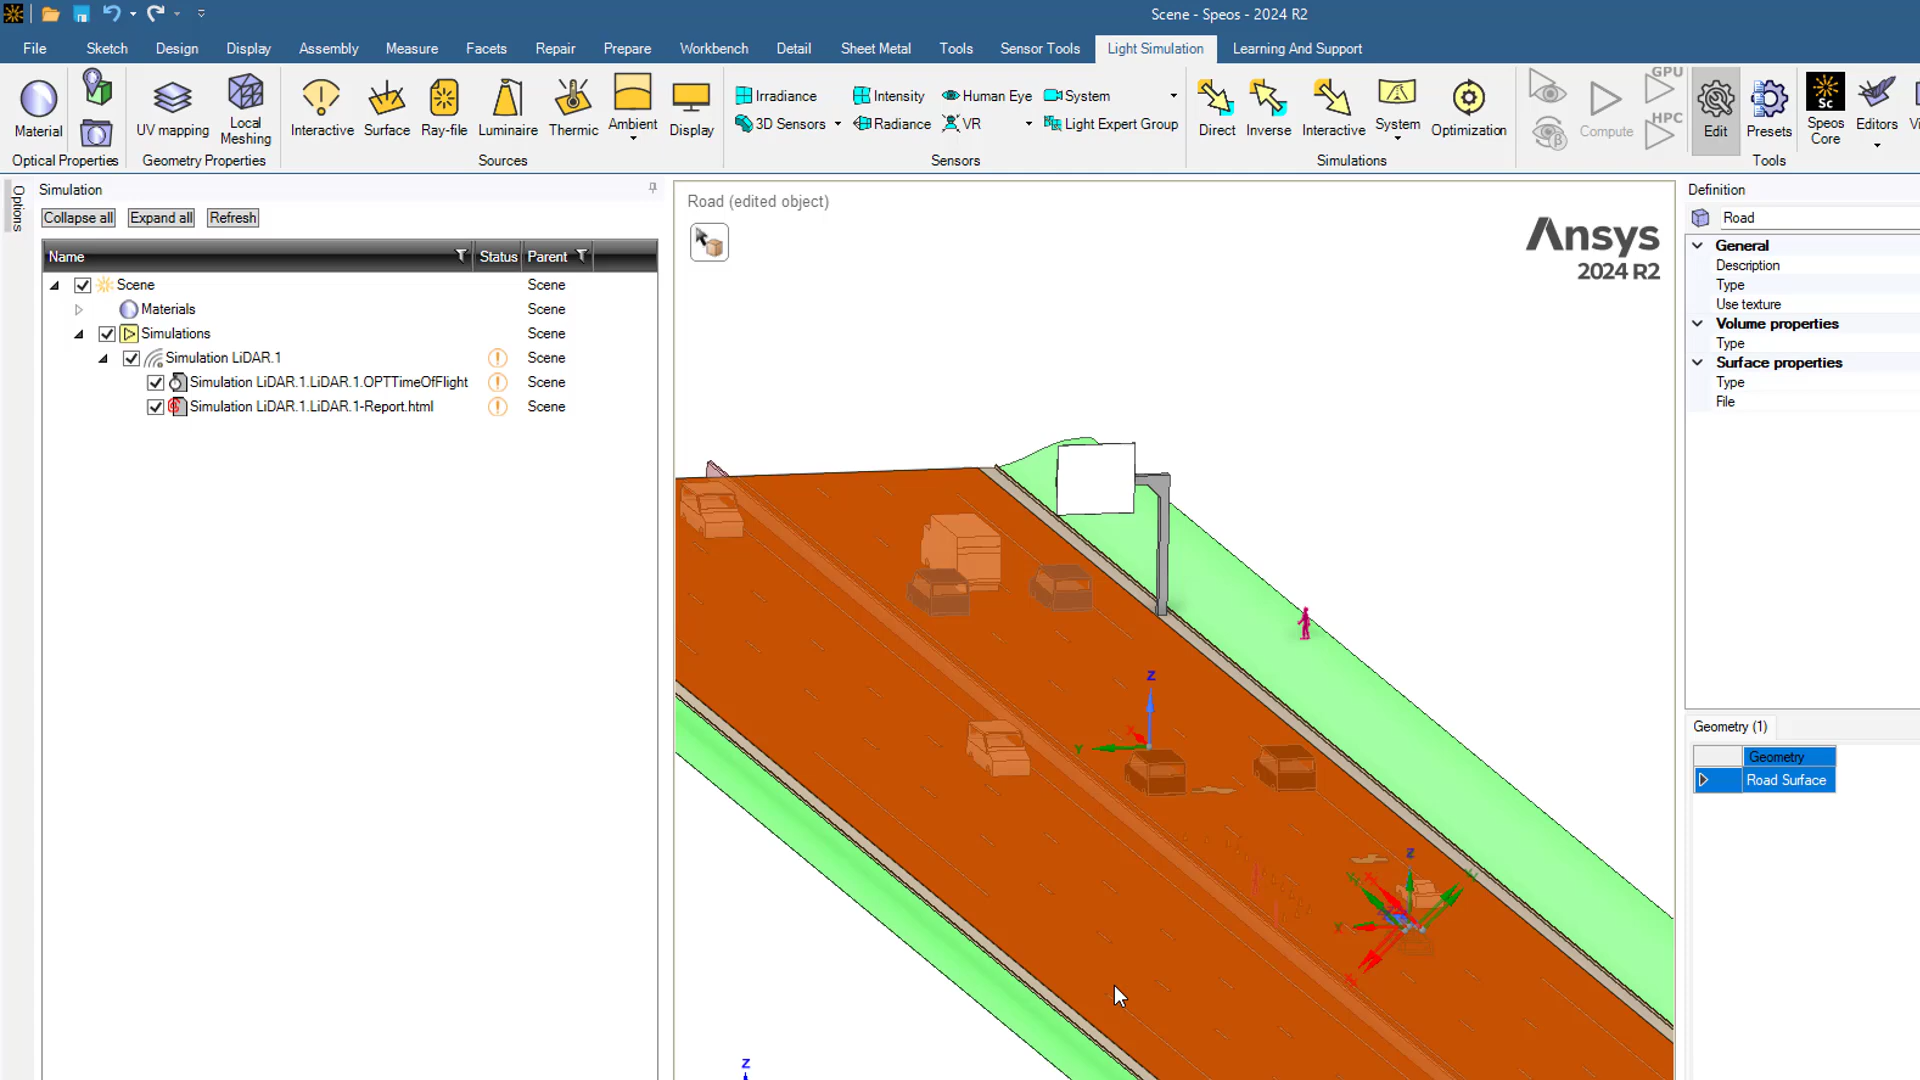 Scene - Speos - 2024 R2
File Sketch Design Display Assembly Measure Facets Repair Prepare Workbench Detail Sheet Metal Tools Sensor Tools Light Simulation Learning And Support
Material UV mapping Local Meshing Interactive Surface Ray-file Luminaire Thermic Ambient Display
Irradiance Intensity Human Eye System
3D Sensors Radiance VR Light Expert Group
Direct Inverse Interactive System Optimization Compute GPU HPC Edit Presets Sc Speos Core Editors
Optical Properties Geometry Properties Sources Sensors Simulations Tools
Options
Simulation
Collapse all Expand all Refresh
Name Status Parent
Scene Scene
Materials Scene
Simulations Scene
Simulation LiDAR.1 Scene
Simulation LiDAR.1.LiDAR.1.OPTTimeOfFlight Scene
Simulation LiDAR.1.LiDAR.1-Report.html Scene
Road (edited object)
Ansys
2024 R2
Z
Y
X
Z
X
Z
Definition
Road
General
Description
Type
Use texture
Volume properties
Type
Surface properties
Type
File
Geometry (1)
Geometry
Road Surface